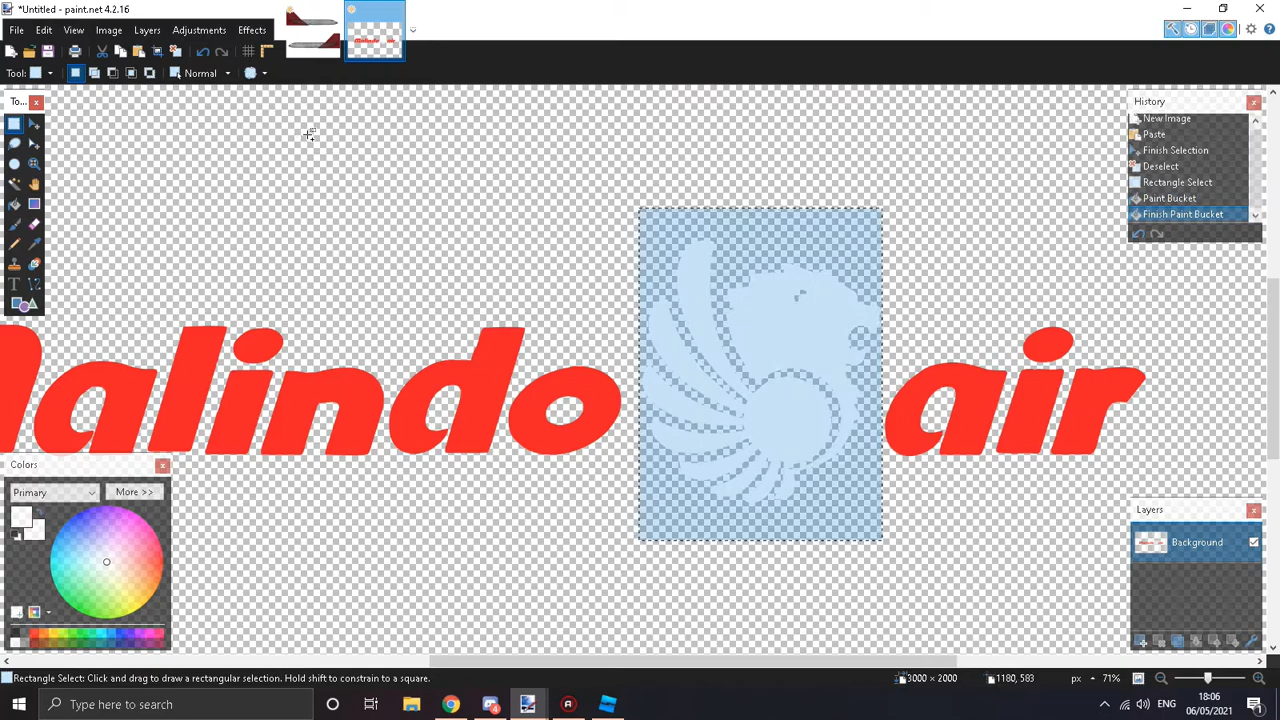 *Untitled - paint.net 4.2.16
File Edit View Image Layers Adjustments Effects
Tool: Normal
To...
History
New Image
Paste
Finish Selection
Deselect
Rectangle Select
Paint Bucket
Finish Paint Bucket
Malindo air
Colors
Primary
More >>
Layers
Background
Rectangle Select: Click and drag to draw a rectangular selection. Hold shift to constrain to a square.
3000 × 2000
1180, 583
px
71%
Type here to search
4
18:06
06/05/2021
1